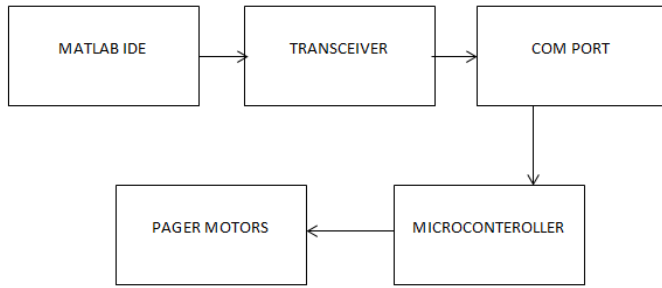 MATLAB IDE
TRANSCEIVER
COM PORT
PAGER MOTORS
MICROCONTEROLLER